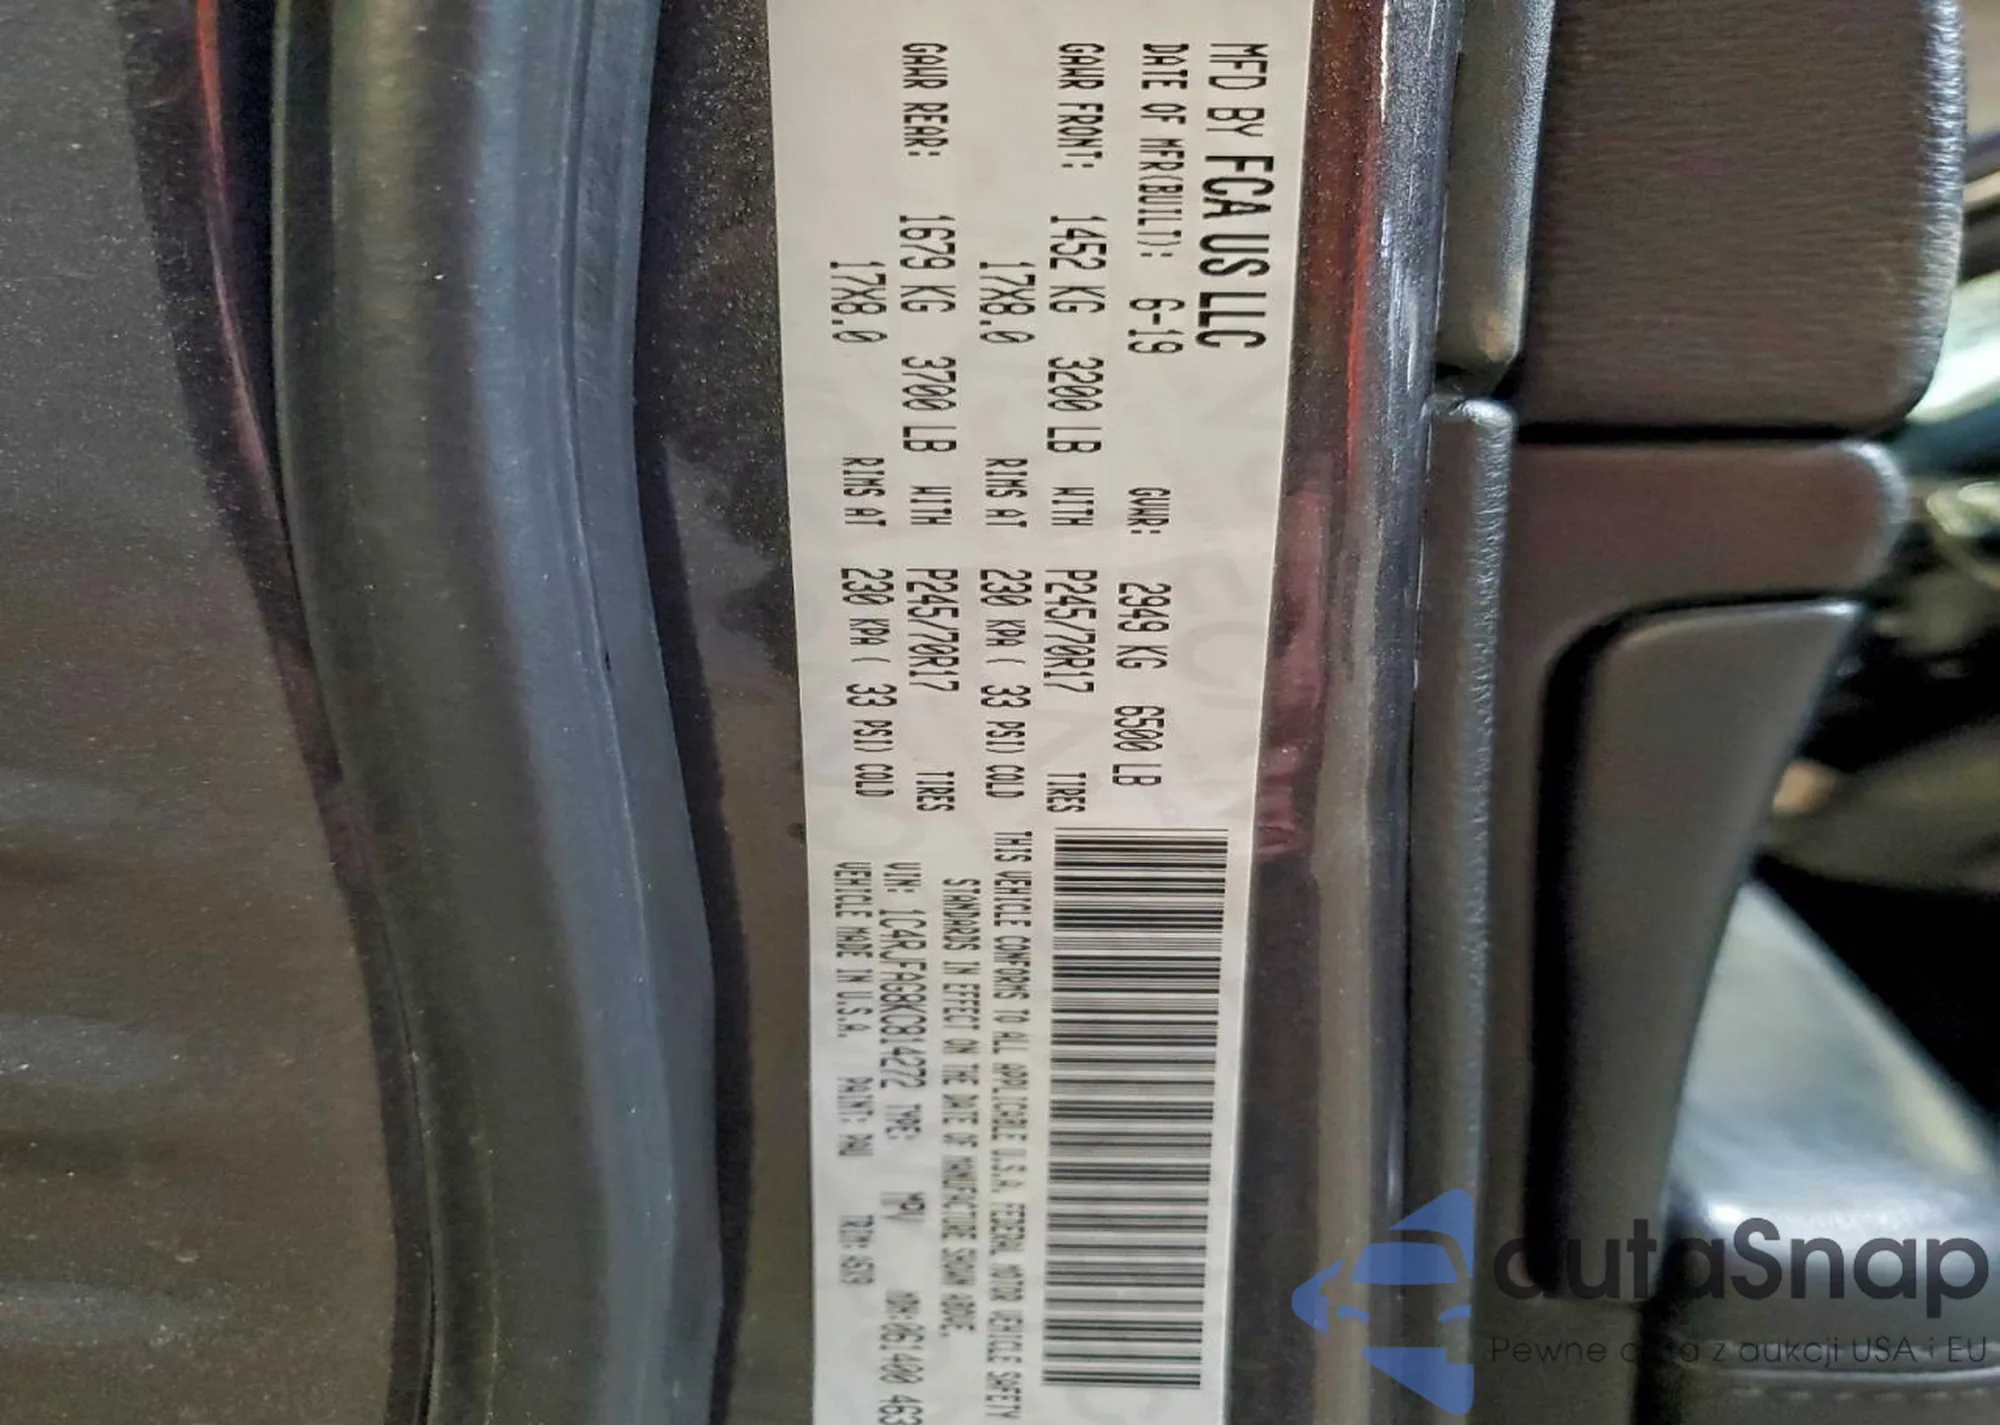 MFD BY FCA US LLC
DATE OF MFR(BUILT): 6-19 GVWR: 2949 KG 6500 LB
GAWR FRONT: 1452 KG 3200 LB WITH P245/70R17 TIRES
17X8.0 RIMS AT 230 KPA ( 33 PSI) COLD
GAWR REAR: 1679 KG 3700 LB WITH P245/70R17 TIRES
17X8.0 RIMS AT 230 KPA ( 33 PSI) COLD
THIS VEHICLE CONFORMS TO ALL APPLICABLE U.S.A. FEDERAL MOTOR VEHICLE SAFETY
STANDARDS IN EFFECT ON THE DATE OF MANUFACTURE SHOWN ABOVE.
VIN: 1C4RJFAG8KC814272 TYPE: MPV MDH:061400 463
VEHICLE MADE IN U.S.A. PAINT: PAU TRIM:
autaSnap
Pewne auta z aukcji USA i EU